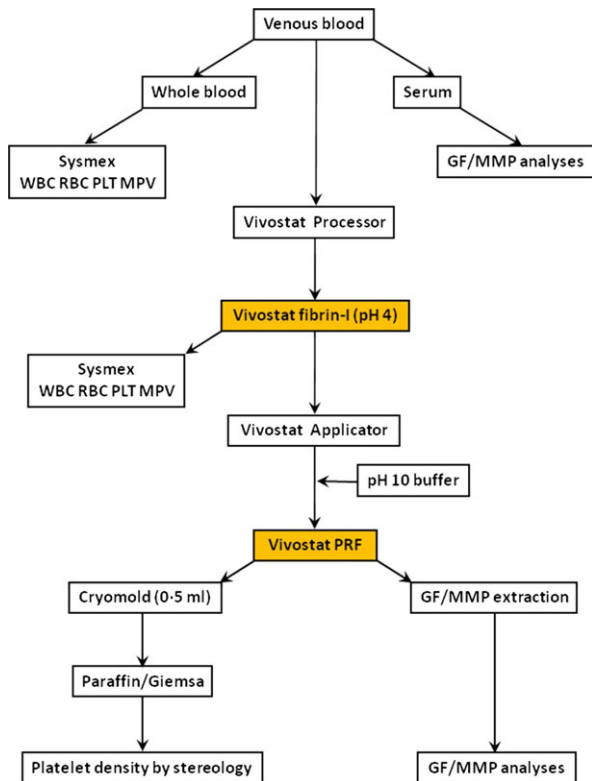 Venous blood
Whole blood
Serum
Sysmex
WBC RBC PLT MPV
GF/MMP analyses
Vivostat Processor
Vivostat fibrin-I (pH 4)
Sysmex
WBC RBC PLT MPV
Vivostat Applicator
pH 10 buffer
Vivostat PRF
Cryomold (0·5 ml)
GF/MMP extraction
Paraffin/Giemsa
Platelet density by stereology
GF/MMP analyses